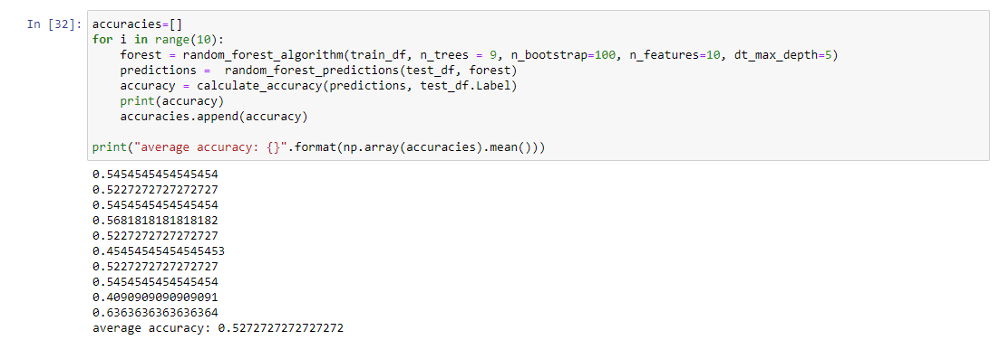 In [32]: accuracies=[]
for i in range(10):
    forest = random_forest_algorithm(train_df, n_trees = 9, n_bootstrap=100, n_features=10, dt_max_depth=5)
    predictions =  random_forest_predictions(test_df, forest)
    accuracy = calculate_accuracy(predictions, test_df.Label)
    print(accuracy)
    accuracies.append(accuracy)

print("average accuracy: {}".format(np.array(accuracies).mean()))
0.5454545454545454
0.5227272727272727
0.5454545454545454
0.5681818181818182
0.5227272727272727
0.45454545454545453
0.5227272727272727
0.5454545454545454
0.4090909090909091
0.6363636363636364
average accuracy: 0.5272727272727272